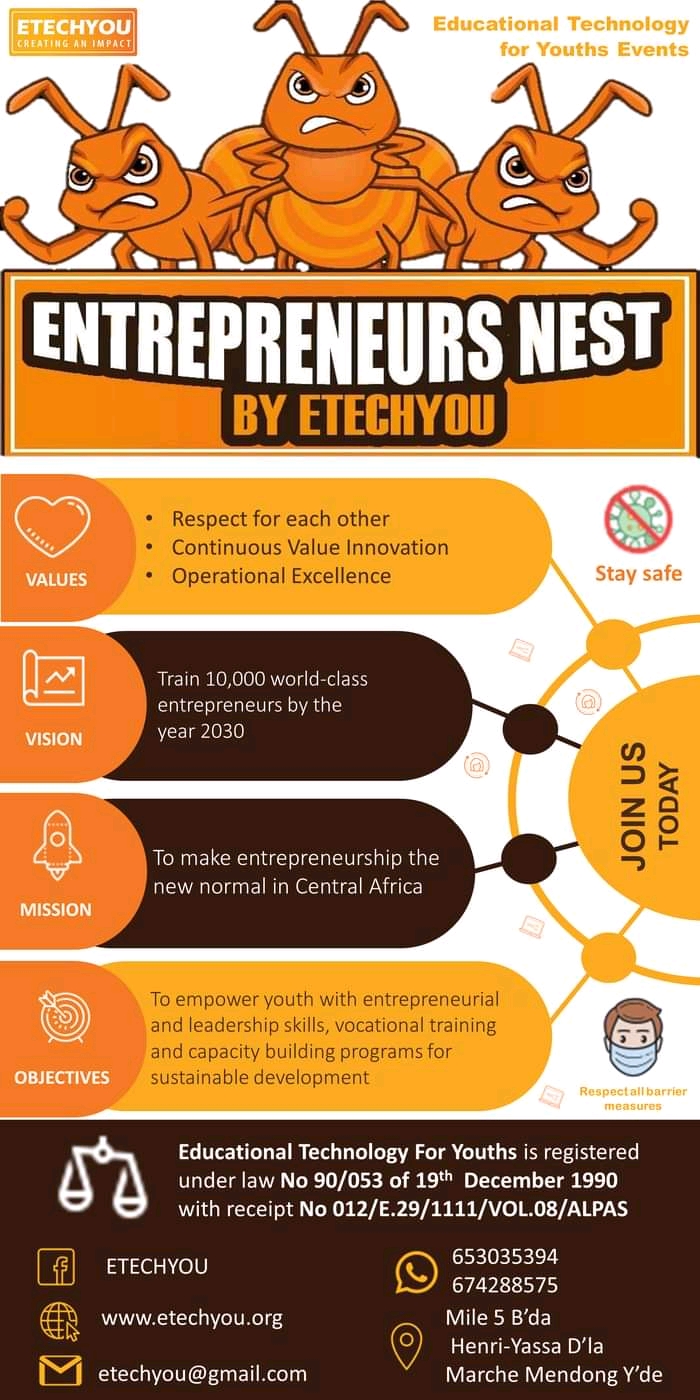 ETECHYOU
CREATING AN IMPACT
Educational Technology
for Youths Events
ENTREPRENEURS NEST
BY ETECHYOU
VALUES
• Respect for each other
• Continuous Value Innovation
• Operational Excellence
Stay safe
VISION
Train 10,000 world-class
entrepreneurs by the
year 2030
JOIN US
TODAY
MISSION
To make entrepreneurship the
new normal in Central Africa
OBJECTIVES
To empower youth with entrepreneurial
and leadership skills, vocational training
and capacity building programs for
sustainable development
Respect all barrier
measures
Educational Technology For Youths is registered
under law No 90/053 of 19th December 1990
with receipt No 012/E.29/1111/VOL.08/ALPAS
ETECHYOU
www.etechyou.org
etechyou@gmail.com
653035394
674288575
Mile 5 B'da
Henri-Yassa D'la
Marche Mendong Y'de